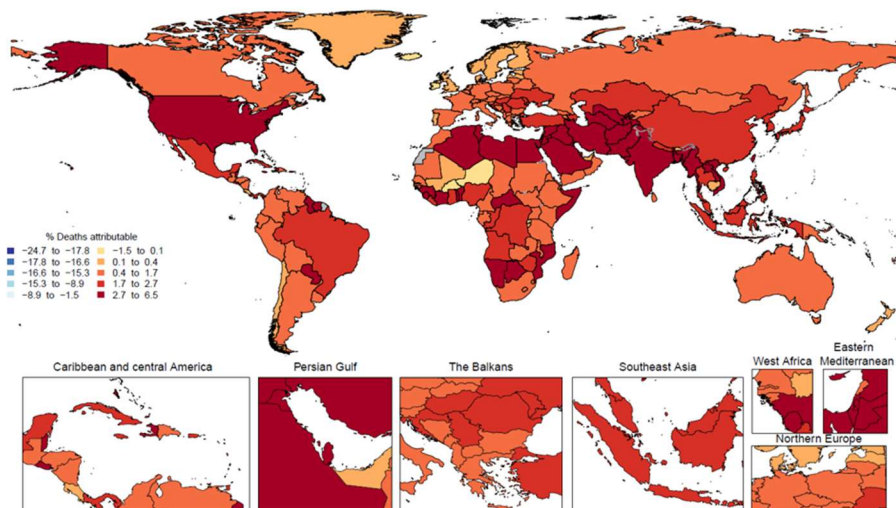 % Deaths attributable
−24.7 to −17.8
−17.8 to −16.6
−16.6 to −15.3
−15.3 to −8.9
−8.9 to −1.5
−1.5 to 0.1
0.1 to 0.4
0.4 to 1.7
1.7 to 2.7
2.7 to 6.5
Caribbean and central America
Persian Gulf
The Balkans
Southeast Asia
West Africa
Eastern
Mediterranean
Northern Europe